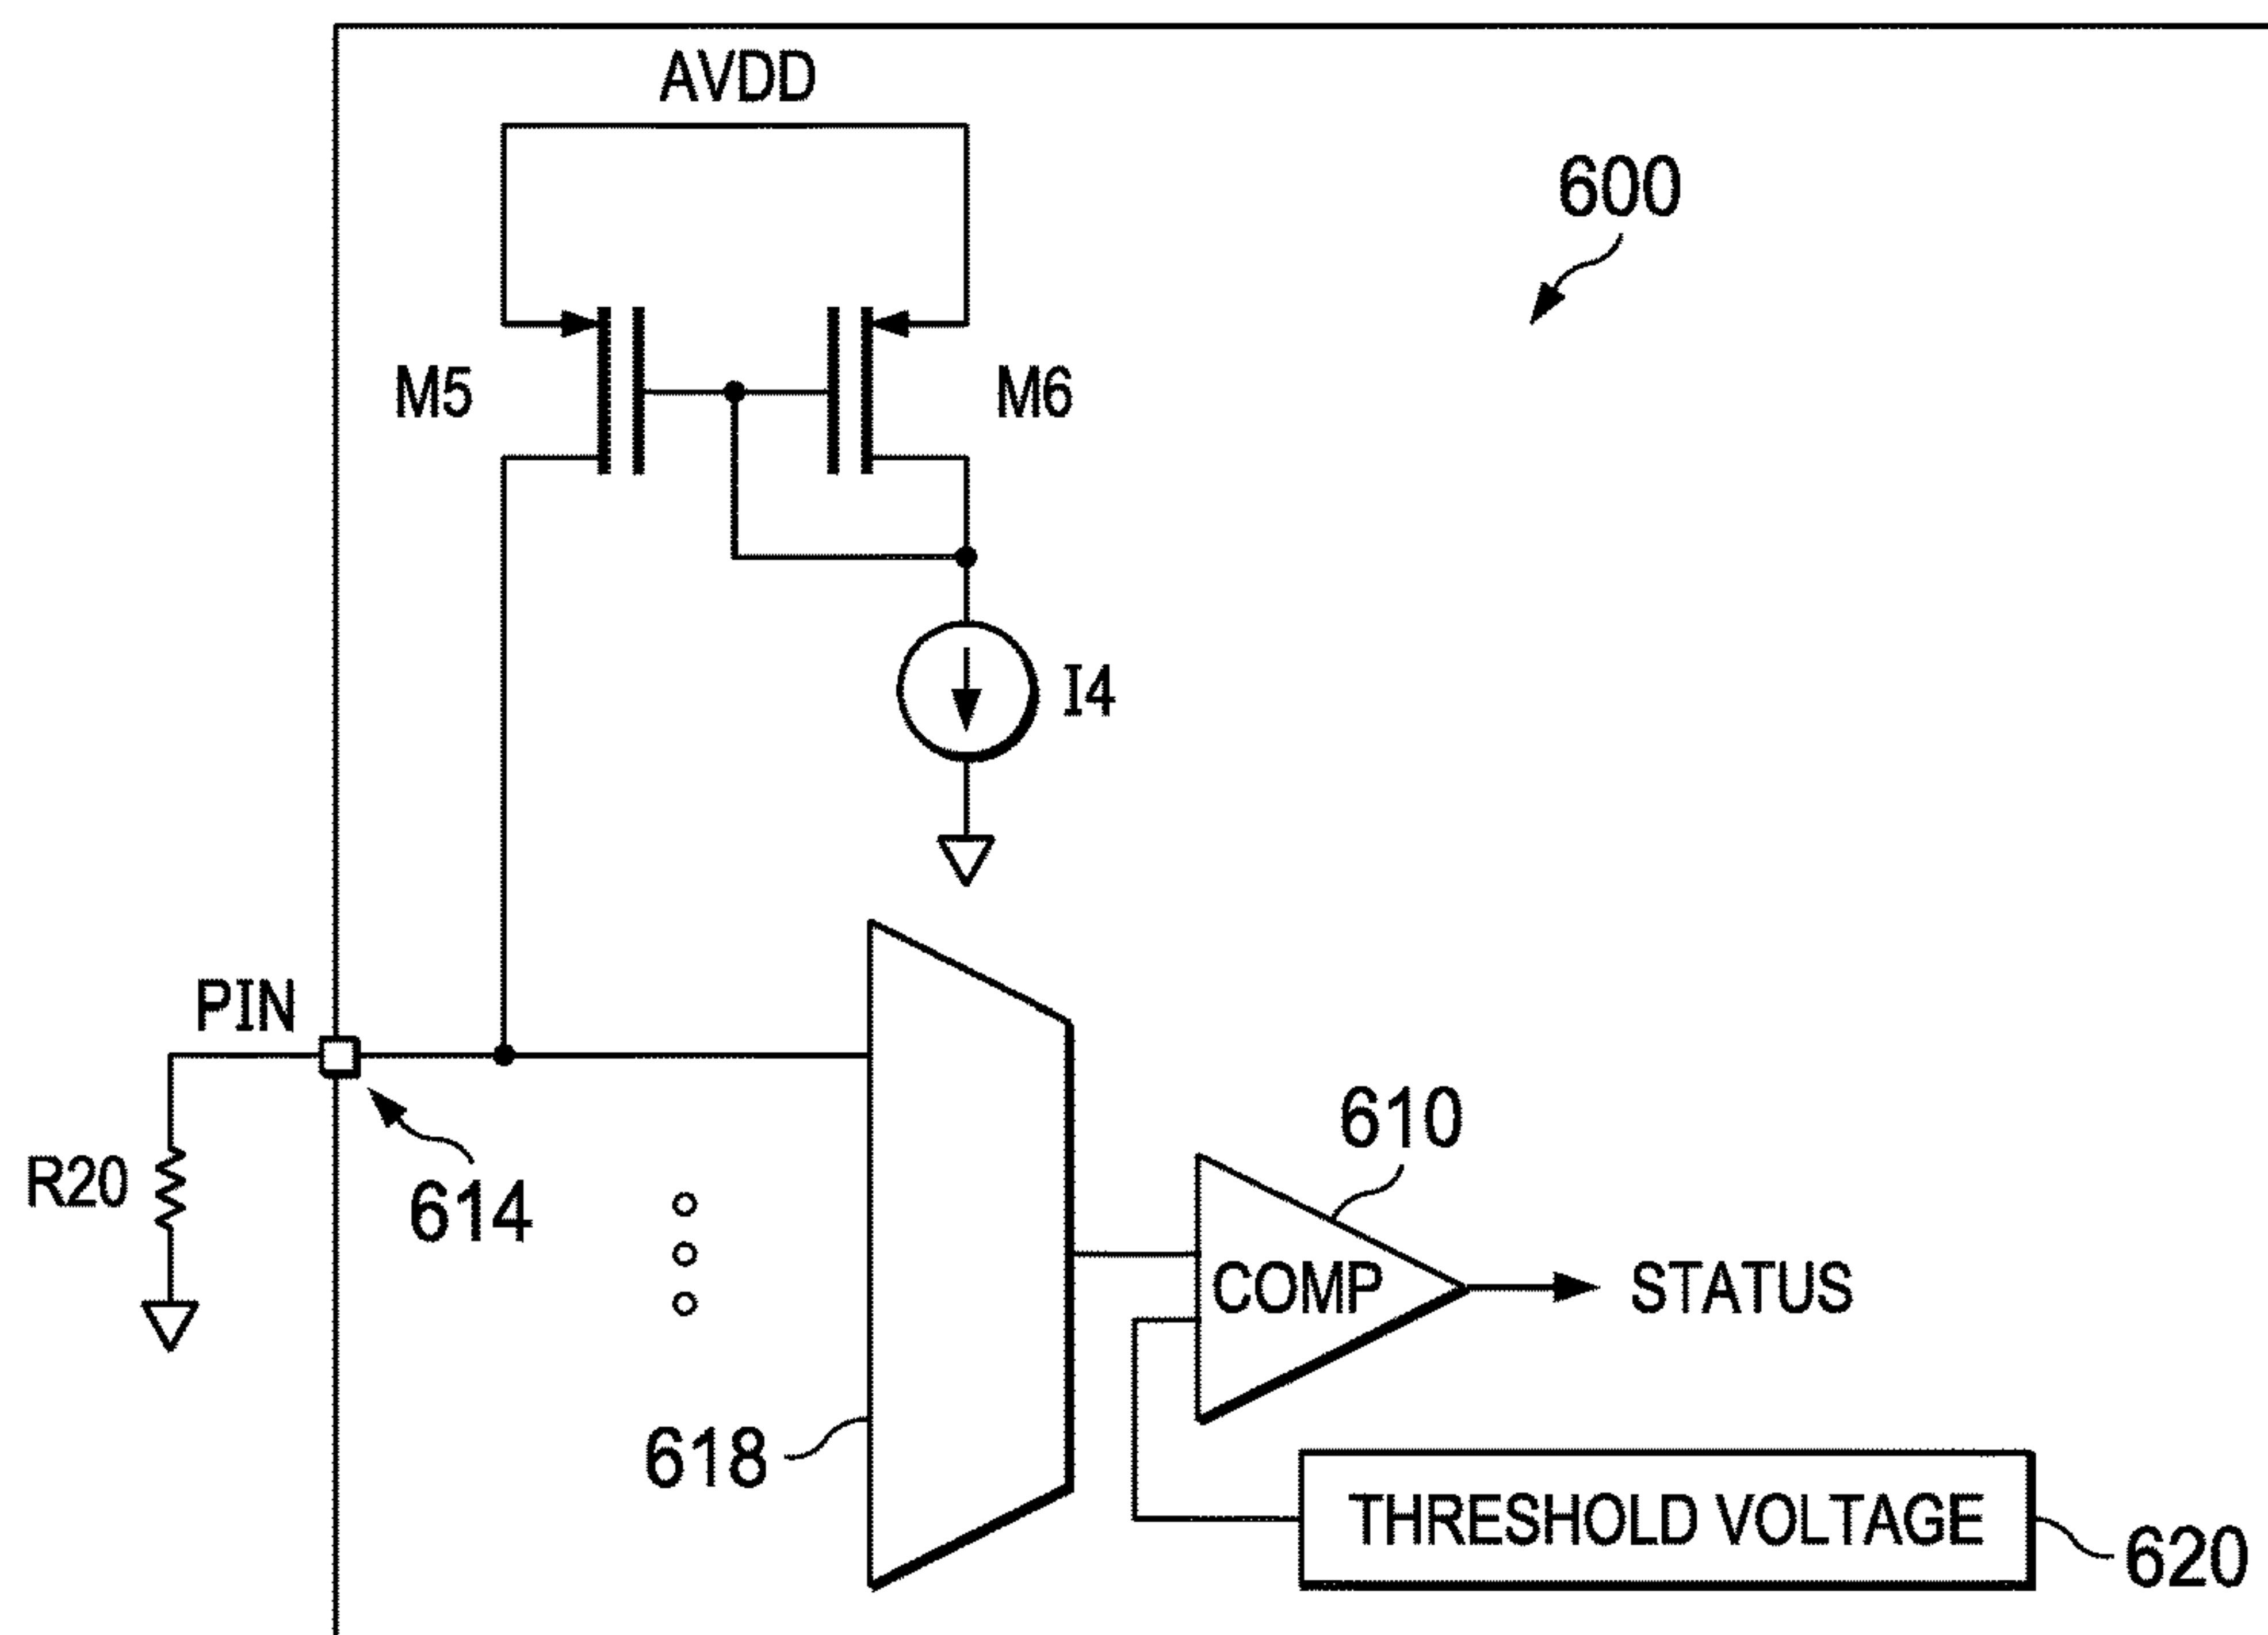 AVDD
600
M5
M6
I4
PIN
614
R20
610
COMP
STATUS
618
THRESHOLD VOLTAGE
620